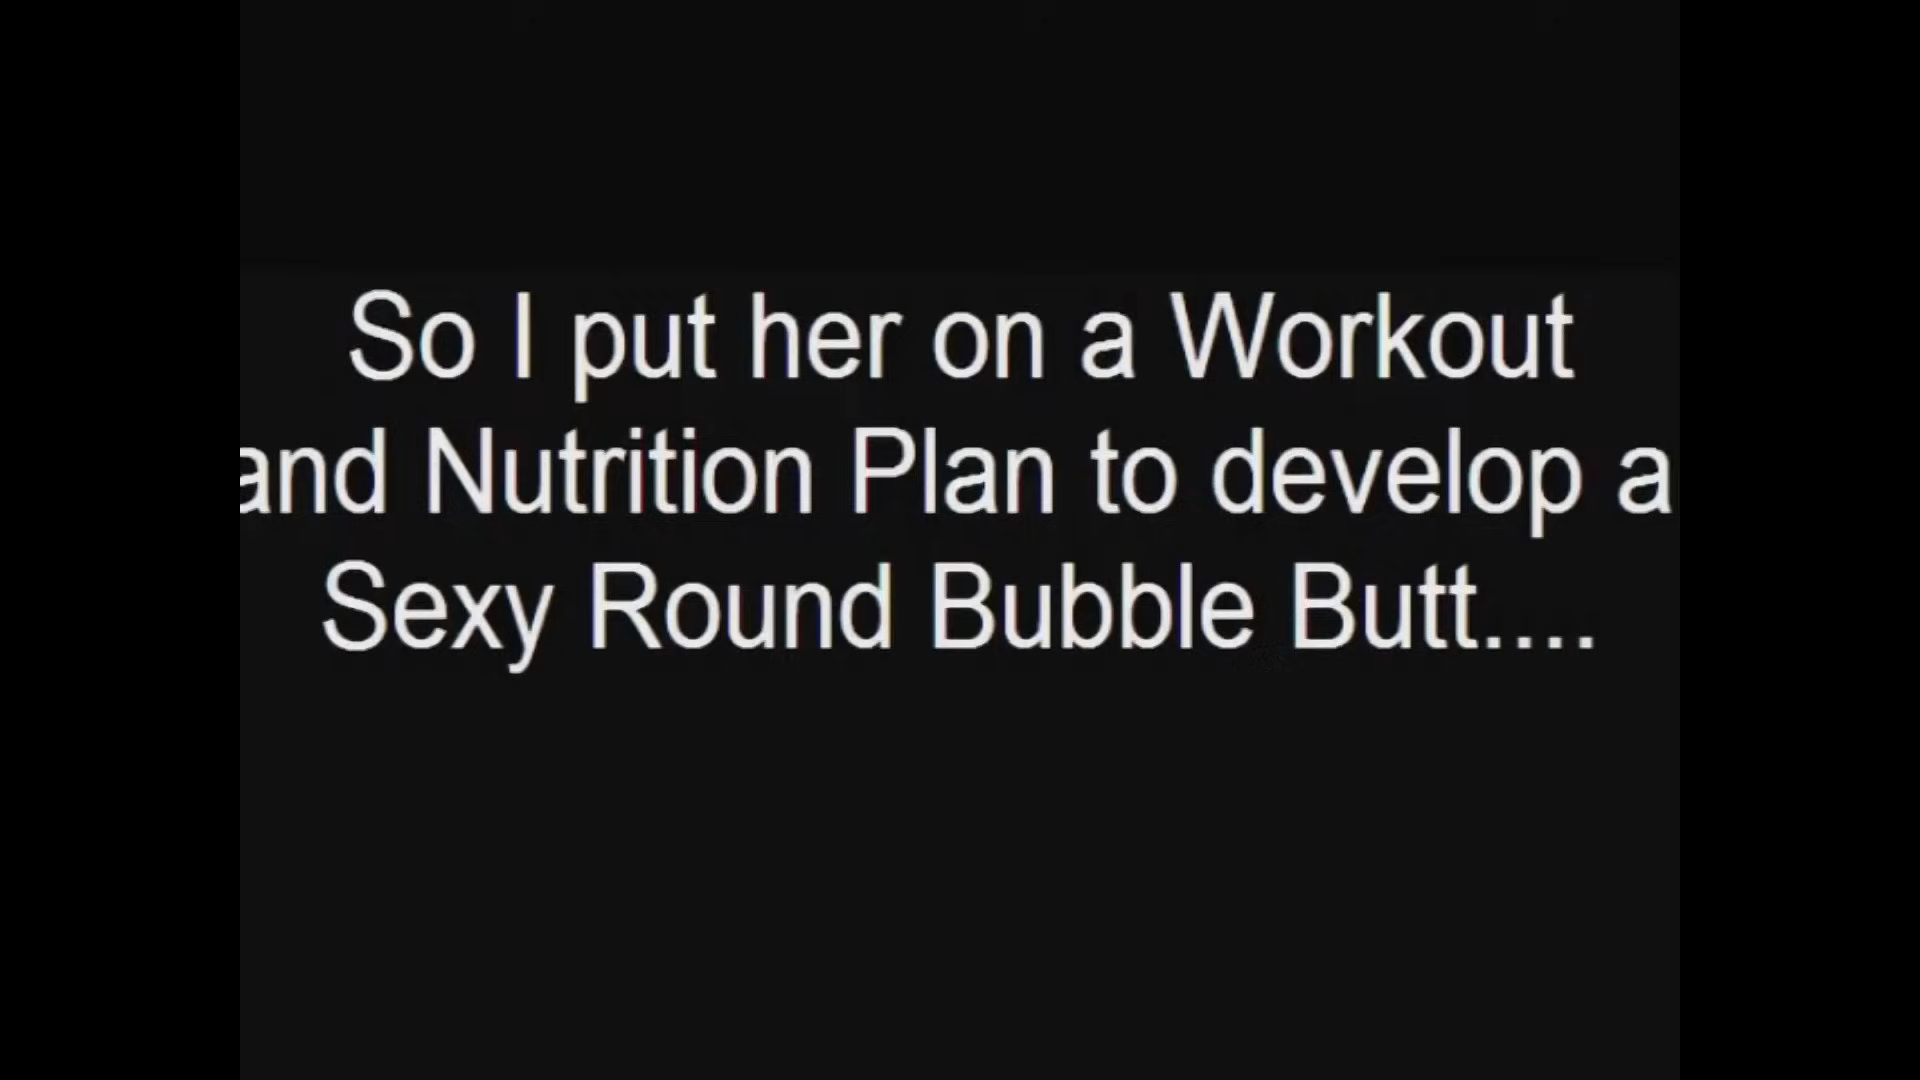 So I put her on a Workout
and Nutrition Plan to develop a
Sexy Round Bubble Butt....